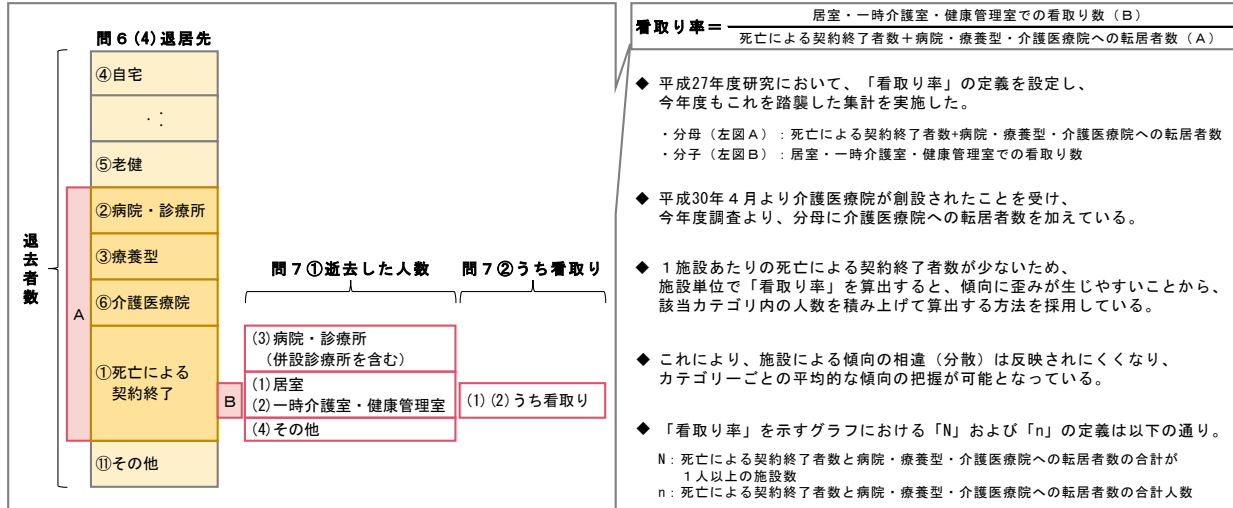 問６(4)退居先
退去者数
④自宅
・：
⑤老健
②病院・診療所
③療養型
⑥介護医療院
①死亡による
契約終了
⑪その他
Ａ
Ｂ
問７①逝去した人数
(3)病院・診療所
（併設診療所を含む）
(1)居室
(2)一時介護室・健康管理室
(4)その他
問７②うち看取り
(1)(2)うち看取り
看取り率＝
居室・一時介護室・健康管理室での看取り数（Ｂ）
死亡による契約終了者数＋病院・療養型・介護医療院への転居者数（Ａ）
◆ 平成27年度研究において、「看取り率」の定義を設定し、
今年度もこれを踏襲した集計を実施した。
・分母（左図Ａ）：死亡による契約終了者数+病院・療養型・介護医療院への転居者数
・分子（左図Ｂ）：居室・一時介護室・健康管理室での看取り数
◆ 平成30年４月より介護医療院が創設されたことを受け、
今年度調査より、分母に介護医療院への転居者数を加えている。
◆ １施設あたりの死亡による契約終了者数が少ないため、
施設単位で「看取り率」を算出すると、傾向に歪みが生じやすいことから、
該当カテゴリ内の人数を積み上げて算出する方法を採用している。
◆ これにより、施設による傾向の相違（分散）は反映されにくくなり、
カテゴリーごとの平均的な傾向の把握が可能となっている。
◆ 「看取り率」を示すグラフにおける「N」および「n」の定義は以下の通り。
N：死亡による契約終了者数と病院・療養型・介護医療院への転居者数の合計が
１人以上の施設数
n：死亡による契約終了者数と病院・療養型・介護医療院への転居者数の合計人数